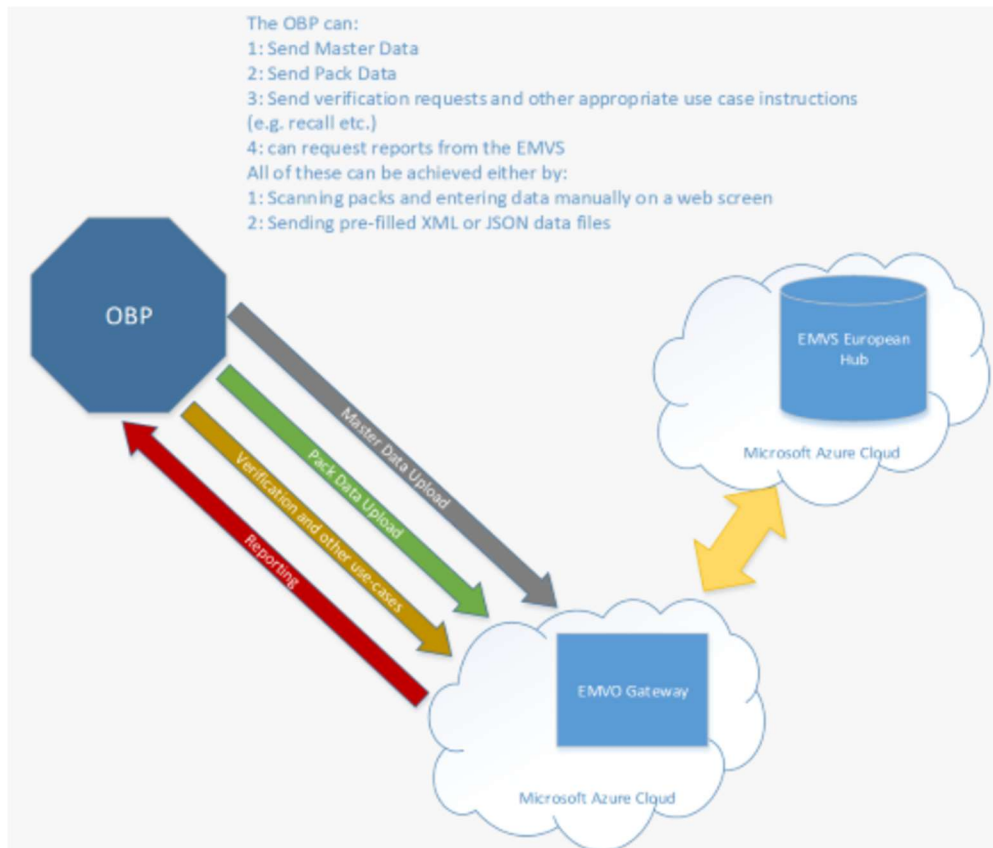 The OBP can:
1: Send Master Data
2: Send Pack Data
3: Send verification requests and other appropriate use case instructions
(e.g. recall etc.)
4: can request reports from the EMVS
All of these can be achieved either by:
1: Scanning packs and entering data manually on a web screen
2: Sending pre-filled XML or JSON data files
OBP
EMVS European
Hub
Microsoft Azure Cloud
Master Data Upload
Pack Data Upload
Verification and other use-cases
Reporting
EMVO Gateway
Microsoft Azure Cloud